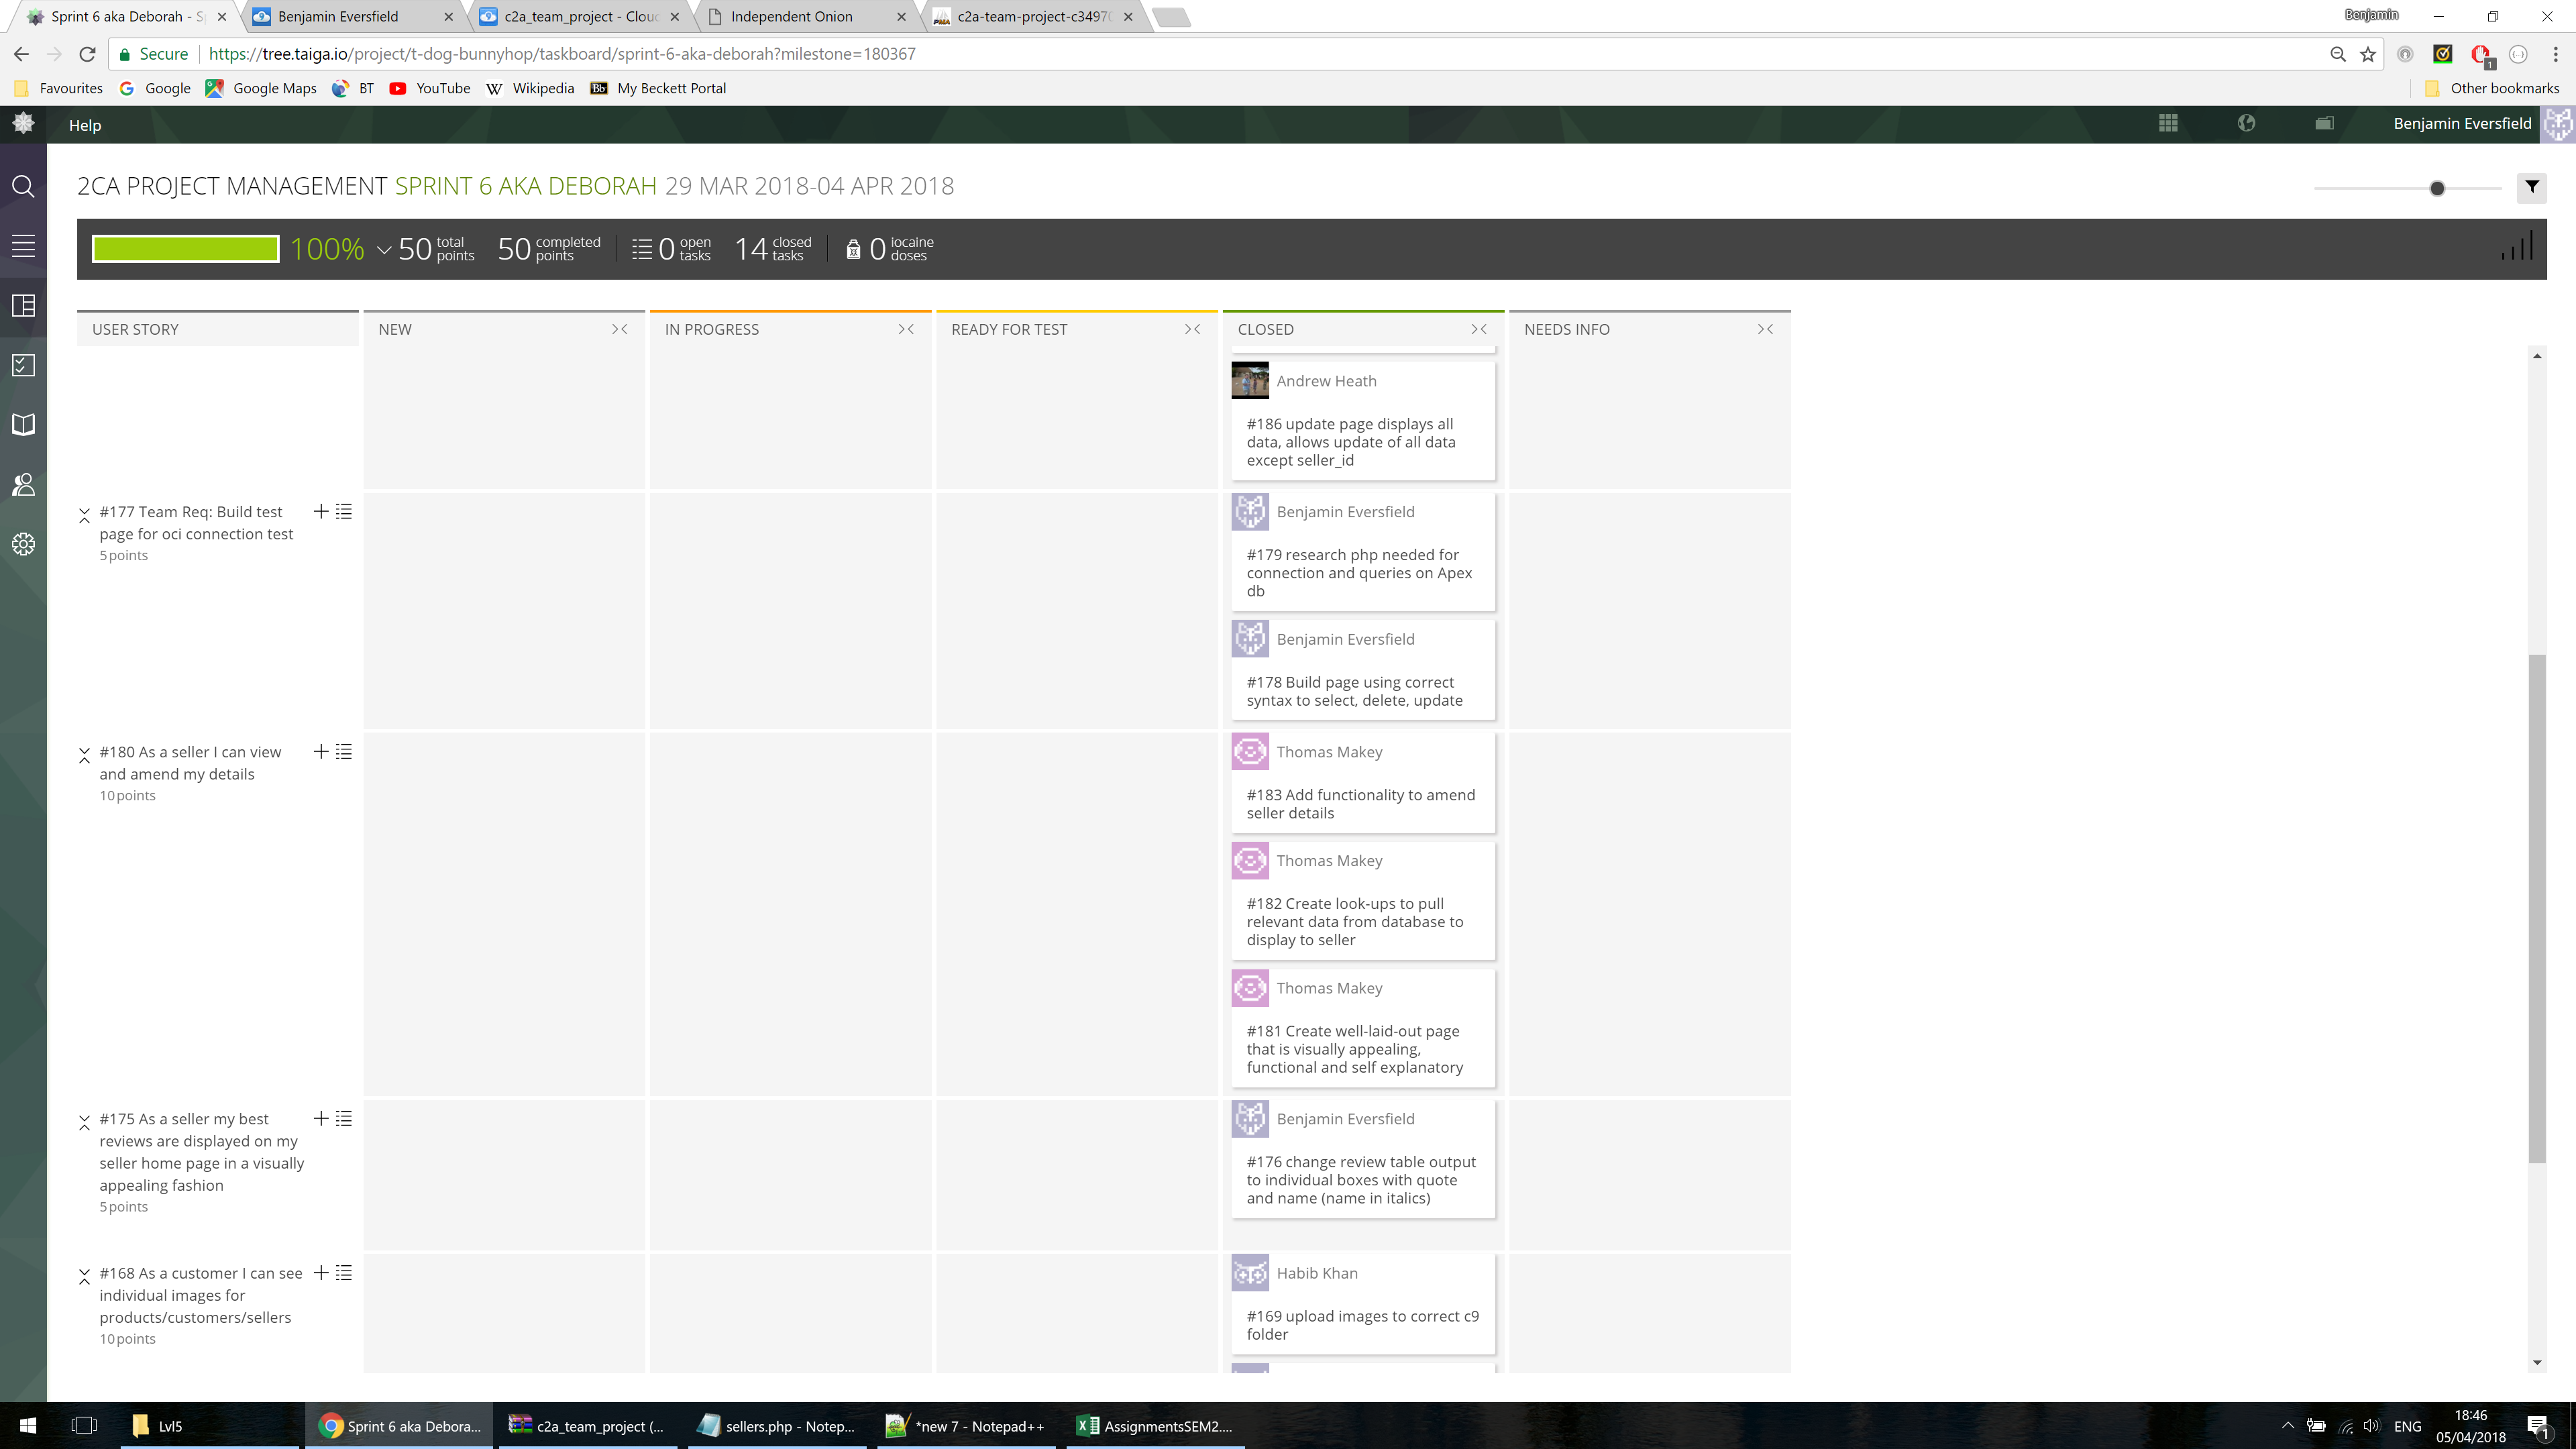 Sprint 6 aka Deborah - S
Benjamin Eversfield
c2a_team_project - Clou
Independent Onion
c2a-team-project-c3497
Benjamin
Secure
https://tree.taiga.io/project/t-dog-bunnyhop/taskboard/sprint-6-aka-deborah?milestone=180367
Favourites
Google
Google Maps
BT
YouTube
Wikipedia
My Beckett Portal
Other bookmarks
Help
Benjamin Eversfield
2CA PROJECT MANAGEMENT SPRINT 6 AKA DEBORAH 29 MAR 2018-04 APR 2018
100%
50 total points
50 completed points
0 open tasks
14 closed tasks
0 iocaine doses
USER STORY
NEW
IN PROGRESS
READY FOR TEST
CLOSED
NEEDS INFO
Andrew Heath
#186 update page displays all
data, allows update of all data
except seller_id
#177 Team Req: Build test
page for oci connection test
5 points
Benjamin Eversfield
#179 research php needed for
connection and queries on Apex
db
Benjamin Eversfield
#178 Build page using correct
syntax to select, delete, update
#180 As a seller I can view
and amend my details
10 points
Thomas Makey
#183 Add functionality to amend
seller details
Thomas Makey
#182 Create look-ups to pull
relevant data from database to
display to seller
Thomas Makey
#181 Create well-laid-out page
that is visually appealing,
functional and self explanatory
#175 As a seller my best
reviews are displayed on my
seller home page in a visually
appealing fashion
5 points
Benjamin Eversfield
#176 change review table output
to individual boxes with quote
and name (name in italics)
#168 As a customer I can see
individual images for
products/customers/sellers
10 points
Habib Khan
#169 upload images to correct c9
folder
Lvl5
Sprint 6 aka Debora...
c2a_team_project (...
sellers.php - Notep...
*new 7 - Notepad++
AssignmentsSEM2....
ENG
18:46
05/04/2018
1